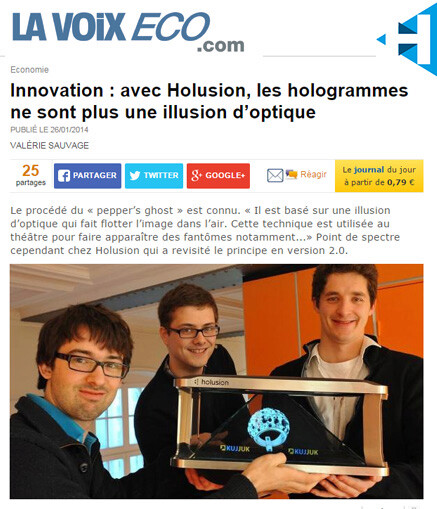 LA VOiX ECO
.com
Economie
Innovation : avec Holusion, les hologrammes
ne sont plus une illusion d'optique
PUBLIÉ LE 26/01/2014
VALÉRIE SAUVAGE
25
partages
PARTAGER
TWITTER
GOOGLE+
Réagir
Le journal du jour
à partir de 0,79 €
Le procédé du « pepper's ghost » est connu. « Il est basé sur une illusion
d'optique qui fait flotter l'image dans l'air. Cette technique est utilisée au
théâtre pour faire apparaître des fantômes notamment...» Point de spectre
cependant chez Holusion qui a revisité le principe en version 2.0.
holusion
KUJJUK
KUJJUK